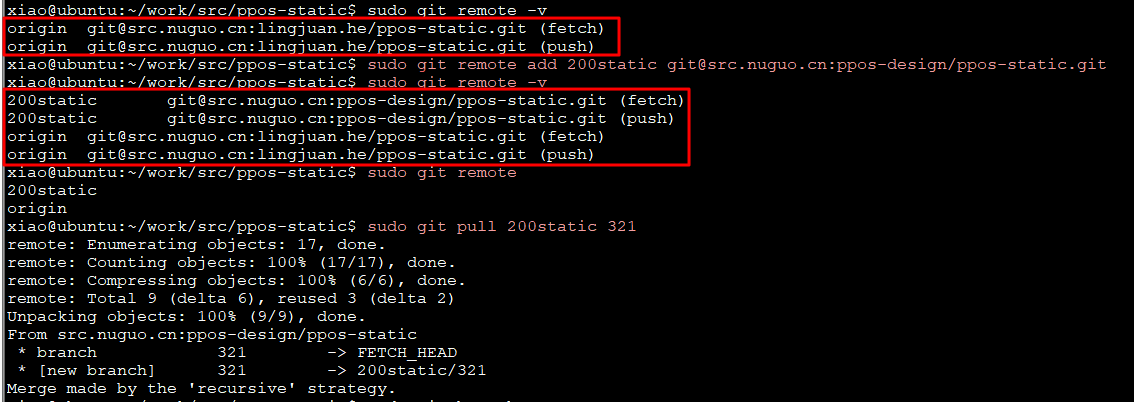 xiao@ubuntu:~/work/src/ppos-static$ sudo git remote -v
origin  git@src.nuguo.cn:lingjuan.he/ppos-static.git (fetch)
origin  git@src.nuguo.cn:lingjuan.he/ppos-static.git (push)
xiao@ubuntu:~/work/src/ppos-static$ sudo git remote add 200static git@src.nuguo.cn:ppos-design/ppos-static.git
xiao@ubuntu:~/work/src/ppos-static$ sudo git remote -v
200static       git@src.nuguo.cn:ppos-design/ppos-static.git (fetch)
200static       git@src.nuguo.cn:ppos-design/ppos-static.git (push)
origin  git@src.nuguo.cn:lingjuan.he/ppos-static.git (fetch)
origin  git@src.nuguo.cn:lingjuan.he/ppos-static.git (push)
xiao@ubuntu:~/work/src/ppos-static$ sudo git remote
200static
origin
xiao@ubuntu:~/work/src/ppos-static$ sudo git pull 200static 321
remote: Enumerating objects: 17, done.
remote: Counting objects: 100% (17/17), done.
remote: Compressing objects: 100% (6/6), done.
remote: Total 9 (delta 6), reused 3 (delta 2)
Unpacking objects: 100% (9/9), done.
From src.nuguo.cn:ppos-design/ppos-static
 * branch            321        -> FETCH_HEAD
 * [new branch]      321        -> 200static/321
Merge made by the 'recursive' strategy.